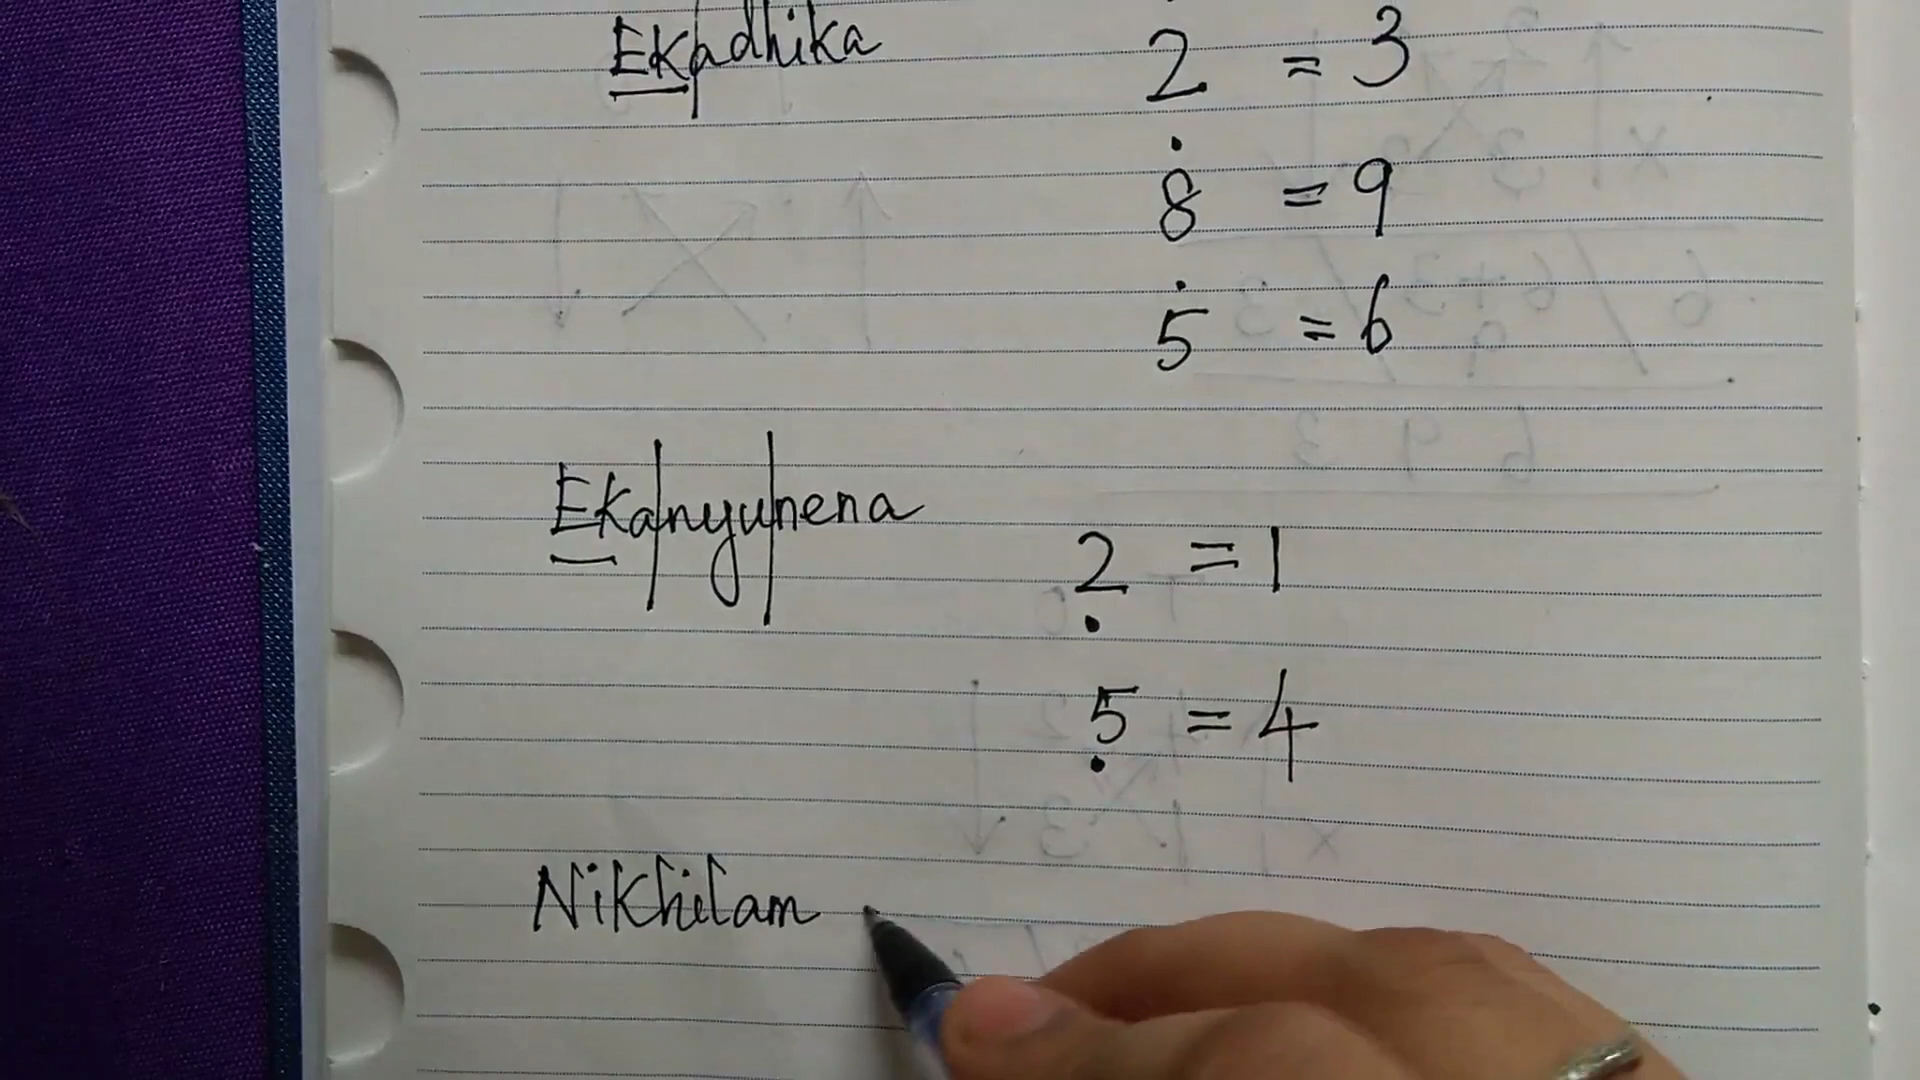 Ekadhika 2̇ = 3
8̇ = 9
5̇ = 6
Ekanyunena 2̣ = 1
5̣ = 4
Nikhilam